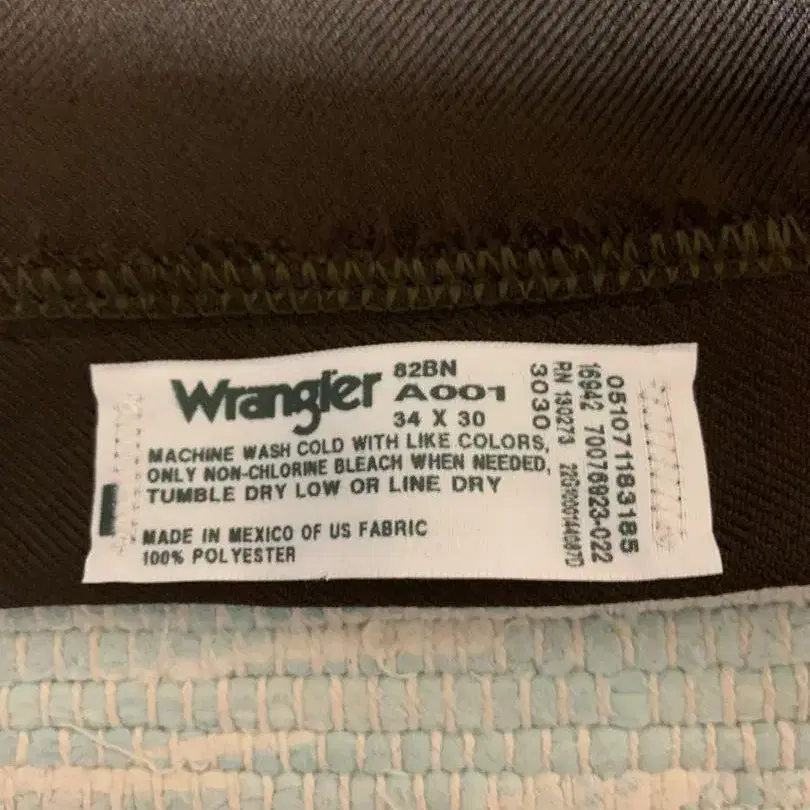 Wrangler
82BN
A001
34 X 30
MACHINE WASH COLD WITH LIKE COLORS,
ONLY NON-CHLORINE BLEACH WHEN NEEDED,
TUMBLE DRY LOW OR LINE DRY
MADE IN MEXICO OF US FABRIC
100% POLYESTER
3030
RN 130273
16942 70076923-022
051071183185